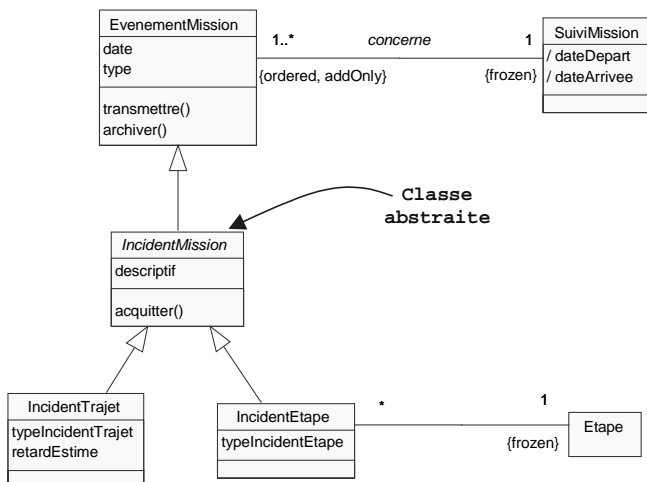 EvenementMission
date
type
transmettre()
archiver()
1..*
concerne
1
{ordered, addOnly}
{frozen}
SuiviMission
/ dateDepart
/ dateArrivee
Classe
abstraite
IncidentMission
descriptif
acquitter()
IncidentTrajet
typeIncidentTrajet
retardEstime
IncidentEtape
typeIncidentEtape
*
1
{frozen}
Etape